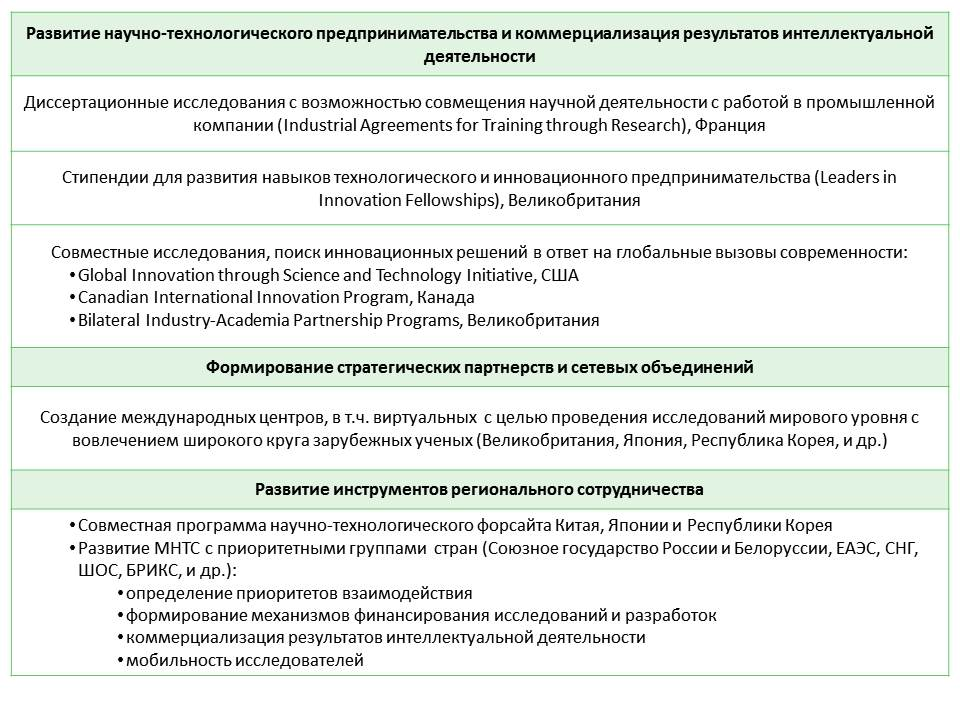 Развитие научно-технологического предпринимательства и коммерциализация результатов интеллектуальной
деятельности
Диссертационные исследования с возможностью совмещения научной деятельности с работой в промышленной
компании (Industrial Agreements for Training through Research), Франция
Стипендии для развития навыков технологического и инновационного предпринимательства (Leaders in
Innovation Fellowships), Великобритания
Совместные исследования, поиск инновационных решений в ответ на глобальные вызовы современности:
•Global Innovation through Science and Technology Initiative, США
•Canadian International Innovation Program, Канада
•Bilateral Industry-Academia Partnership Programs, Великобритания
Формирование стратегических партнерств и сетевых объединений
Создание международных центров, в т.ч. виртуальных с целью проведения исследований мирового уровня с
вовлечением широкого круга зарубежных ученых (Великобритания, Япония, Республика Корея, и др.)
Развитие инструментов регионального сотрудничества
•Совместная программа научно-технологического форсайта Китая, Японии и Республики Корея
•Развитие МНТС с приоритетными группами стран (Союзное государство России и Белоруссии, ЕАЭС, СНГ,
ШОС, БРИКС, и др.):
•определение приоритетов взаимодействия
•формирование механизмов финансирования исследований и разработок
•коммерциализация результатов интеллектуальной деятельности
•мобильность исследователей